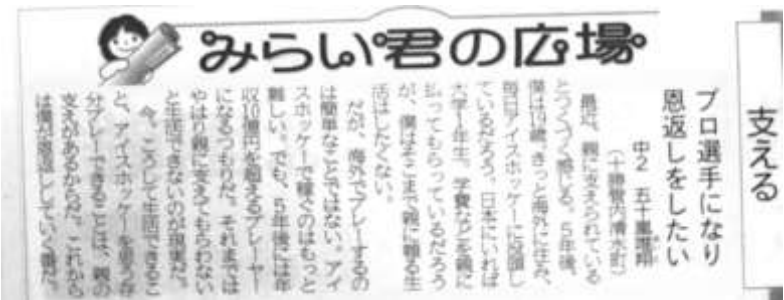 みらい君の広場
支える
プロ選手になり
恩返しをしたい
中2 五十嵐
(十勝管内清水町)
最近、親に支えられている
とつくづく感じる。5年後、
僕は19歳。きっと海外に住み、
毎日アイスホッケーに没頭し
ているだろう。日本にいれば
大学1年生。学費などを親に
払ってもらっているだろう
が、僕はそこまで親に頼る生
活はしたくない。
だが、海外でプレーするの
は簡単なことではない。アイ
スホッケーで稼ぐのはもっと
難しい。でも、5年後には年
収10億円を超えるプレーヤー
になるつもりだ。それまでは
やはり親に支えてもらわない
と生活できないのが現実だ。
今、こうして生活できるこ
と、アイスホッケーを思う存
分プレーできることは、親の
支えがあるからだ。これから
は僕が恩返ししていく番だ。